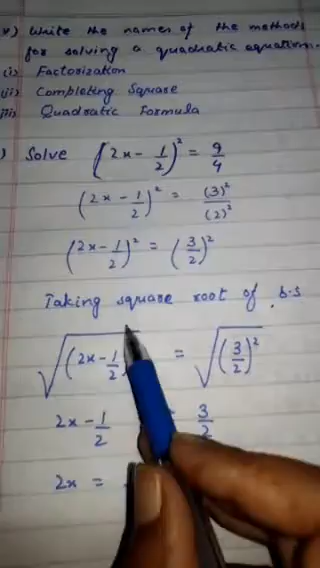 v) Write the names of the methods
for solving a quadratic equation.
(i) Factorization
(ii) Completing Square
(iii) Quadratic Formula
) Solve (2x - 1/2)² = 9/4
(2x - 1/2)² = (3)²/(2)²
(2x - 1/2)² = (3/2)²
Taking square root of b.s
√(2x - 1/2) = √(3/2)²
2x - 1/2 = 3/2
2x =